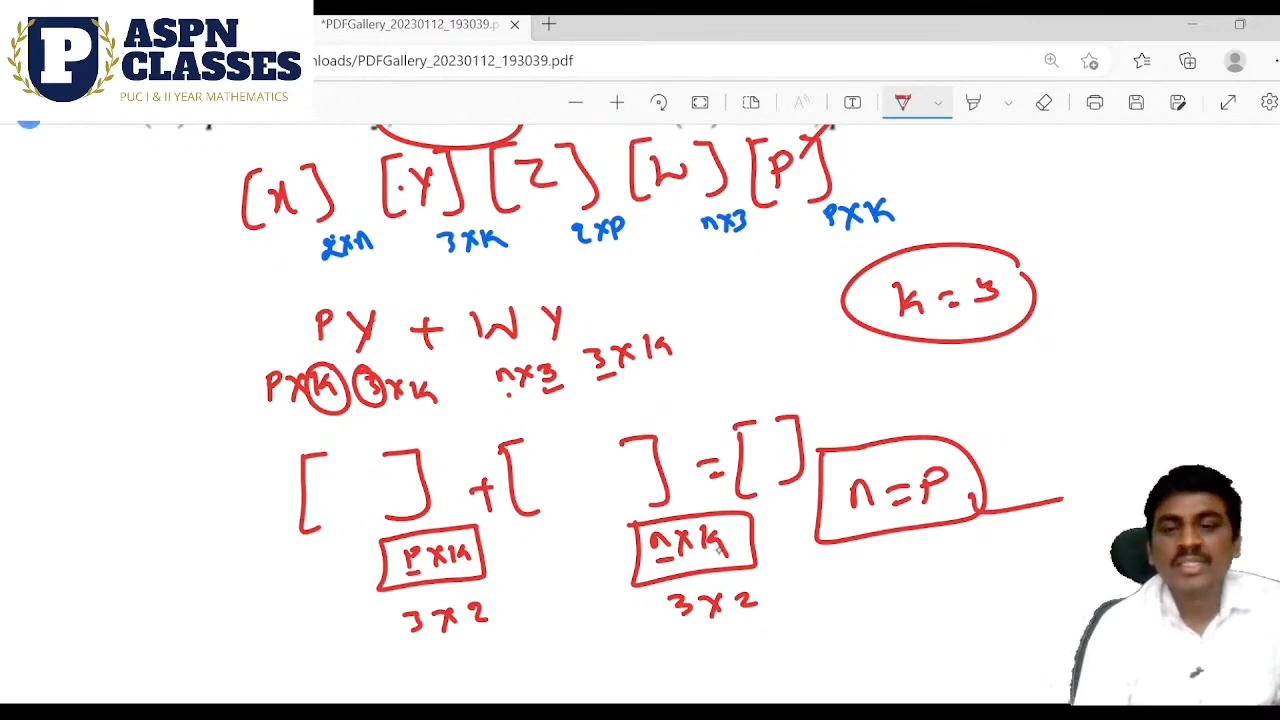 *PDFGallery_20230112_193039.p
ASPN
CLASSES
PUC I & II YEAR MATHEMATICS
P
nloads/PDFGallery_20230112_193039.pdf
[X] [.Y] [Z] [W] [P]
2×n 3×k 2×p n×3 p×k
k = 3
PY + WY
P×k 3×k n×3 3×k
[ ] + [ ] = [ ] n = P
p×k n×k
3×2 3×2